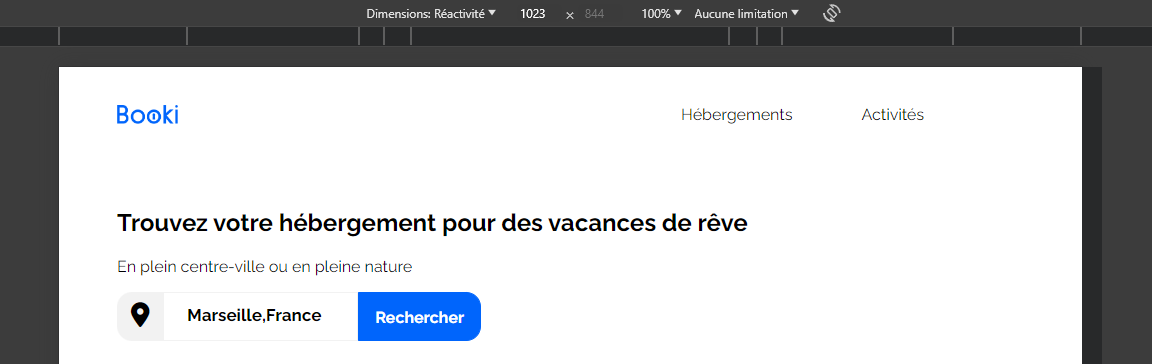 Dimensions: Réactivité 1023 × 844 100% Aucune limitation
Booki Hébergements Activités
Trouvez votre hébergement pour des vacances de rêve
En plein centre-ville ou en pleine nature
Marseille,France Rechercher